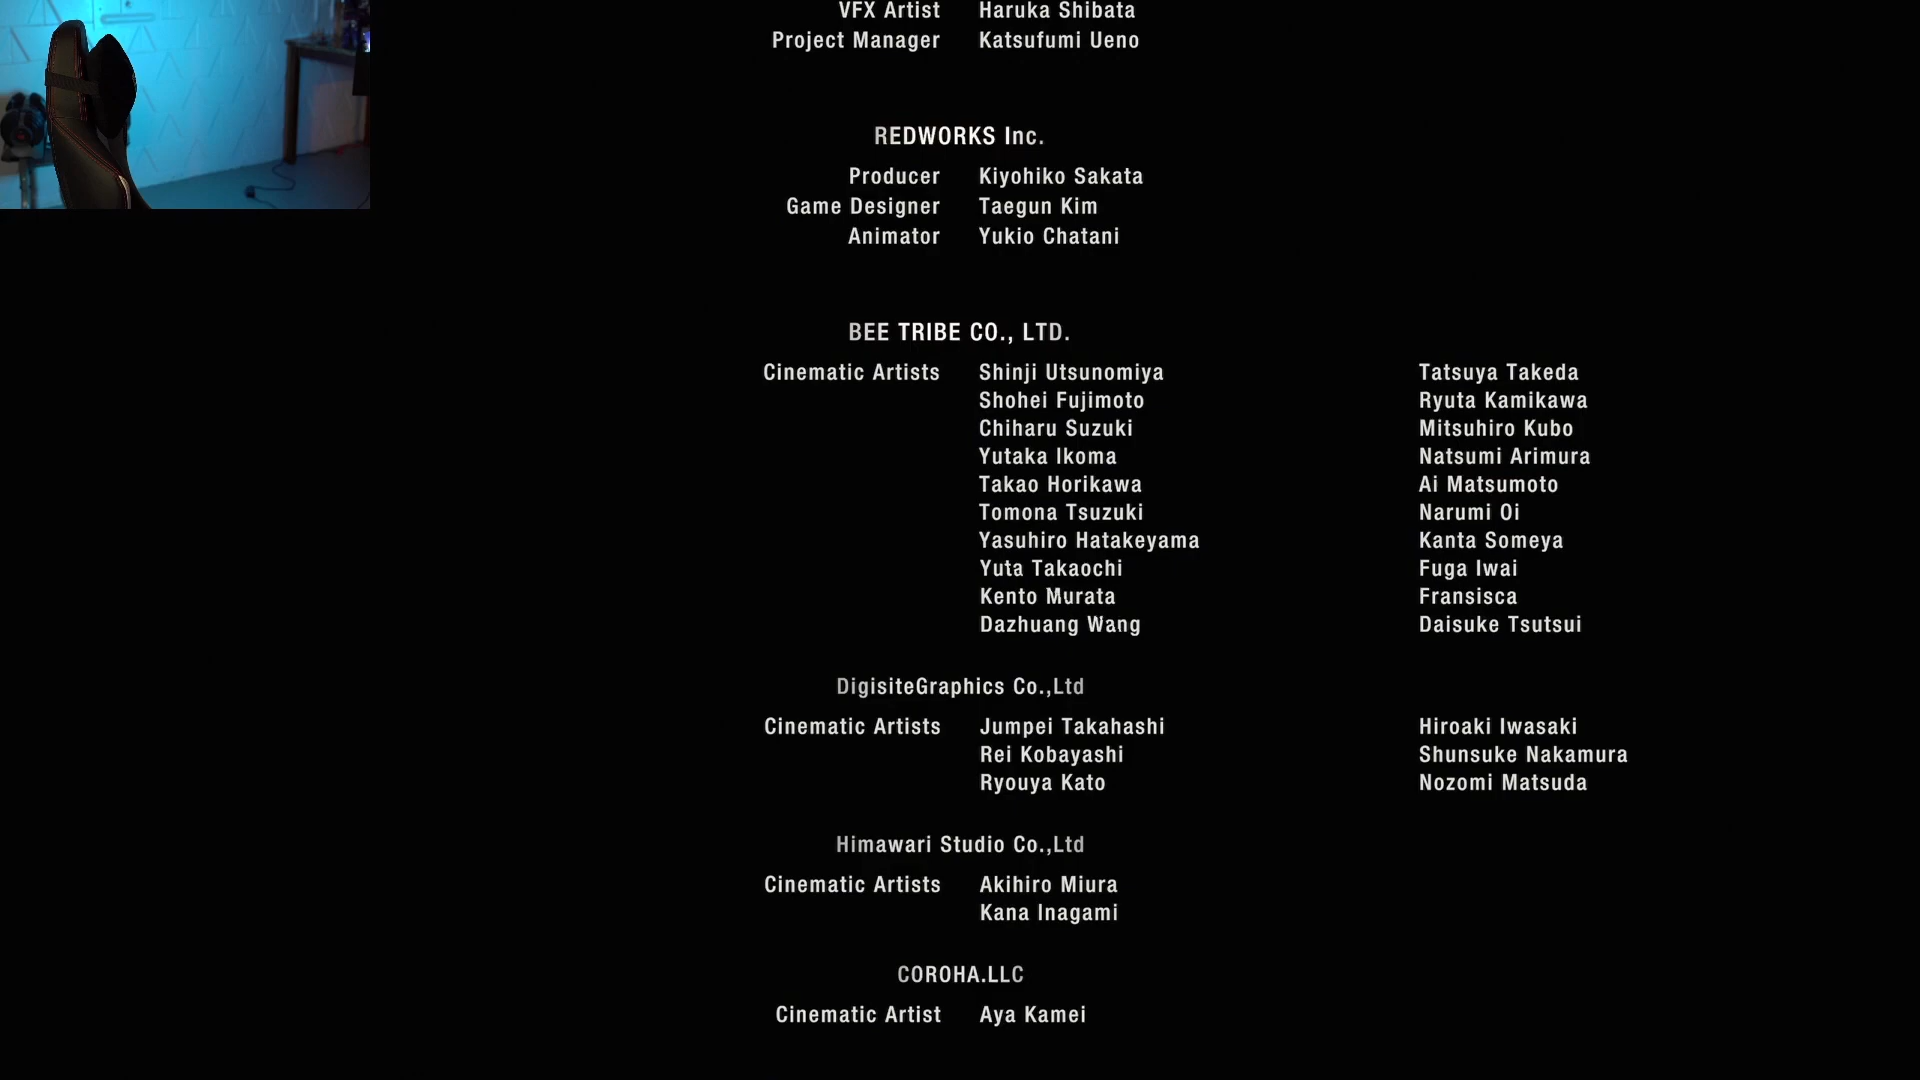 VFX Artist Haruka Shibata
Project Manager Katsufumi Ueno
REDWORKS Inc.
Producer Kiyohiko Sakata
Game Designer Taegun Kim
Animator Yukio Chatani
BEE TRIBE CO., LTD.
Cinematic Artists Shinji Utsunomiya Tatsuya Takeda
Shohei Fujimoto Ryuta Kamikawa
Chiharu Suzuki Mitsuhiro Kubo
Yutaka Ikoma Natsumi Arimura
Takao Horikawa Ai Matsumoto
Tomona Tsuzuki Narumi Oi
Yasuhiro Hatakeyama Kanta Someya
Yuta Takaochi Fuga Iwai
Kento Murata Fransisca
Dazhuang Wang Daisuke Tsutsui
DigisiteGraphics Co.,Ltd
Cinematic Artists Jumpei Takahashi Hiroaki Iwasaki
Rei Kobayashi Shunsuke Nakamura
Ryouya Kato Nozomi Matsuda
Himawari Studio Co.,Ltd
Cinematic Artists Akihiro Miura
Kana Inagami
COROHA.LLC
Cinematic Artist Aya Kamei